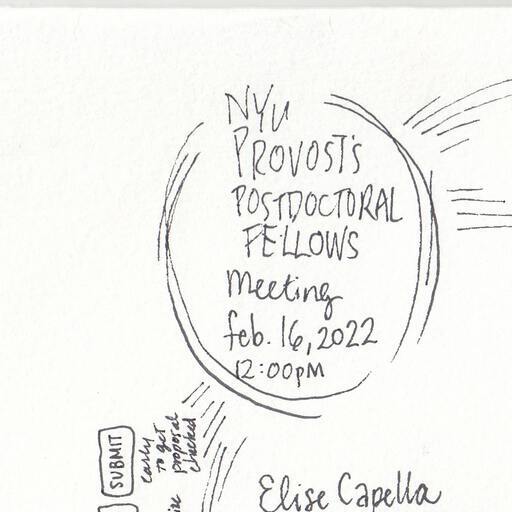 NYU
PROVOST'S
POSTDOCTORAL
FELLOWS
Meeting
feb. 16, 2022
12:00PM
SUBMIT
early
to get
proposal
checked
Elise Capella